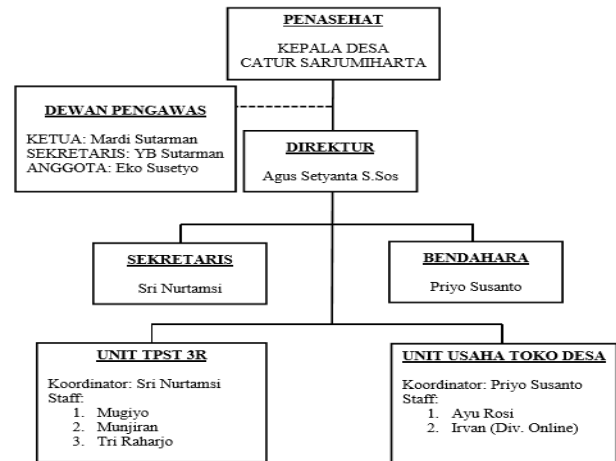 PENASEHAT
KEPALA DESA
CATUR SARJUMIHARTA
DEWAN PENGAWAS
KETUA: Mardi Sutarman
SEKRETARIS: YB Sutarman
ANGGOTA: Eko Susetyo
DIREKTUR
Agus Setyanta S.Sos
SEKRETARIS
Sri Nurtamsi
BENDAHARA
Priyo Susanto
UNIT TPST 3R
Koordinator: Sri Nurtamsi
Staff:
1. Mugiyo
2. Munjiran
3. Tri Raharjo
UNIT USAHA TOKO DESA
Koordinator: Priyo Susanto
Staff:
1. Ayu Rosi
2. Irvan (Div. Online)